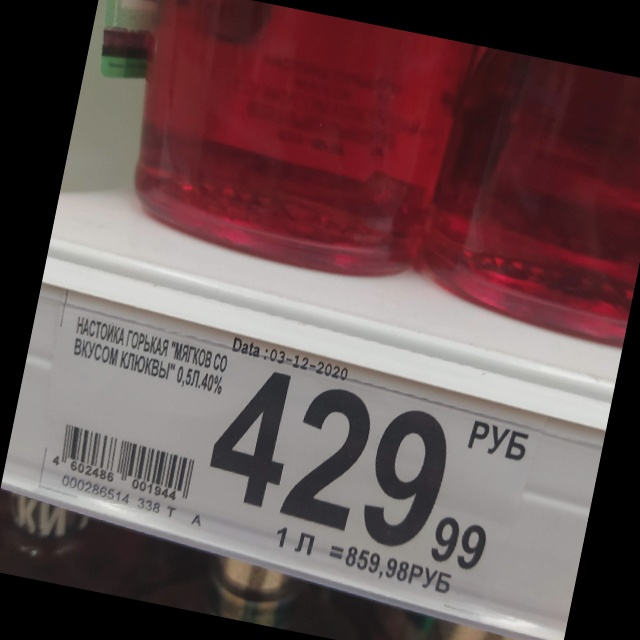 НАСТОЙКА ГОРЬКАЯ "МЯГКОВ СО
ВКУСОМ КЛЮКВЫ" 0,5Л.40%
Data :03-12-2020
429 99 РУБ
4 602486 001944
000286514 338 Т А
1 Л =859,98РУБ
КИ